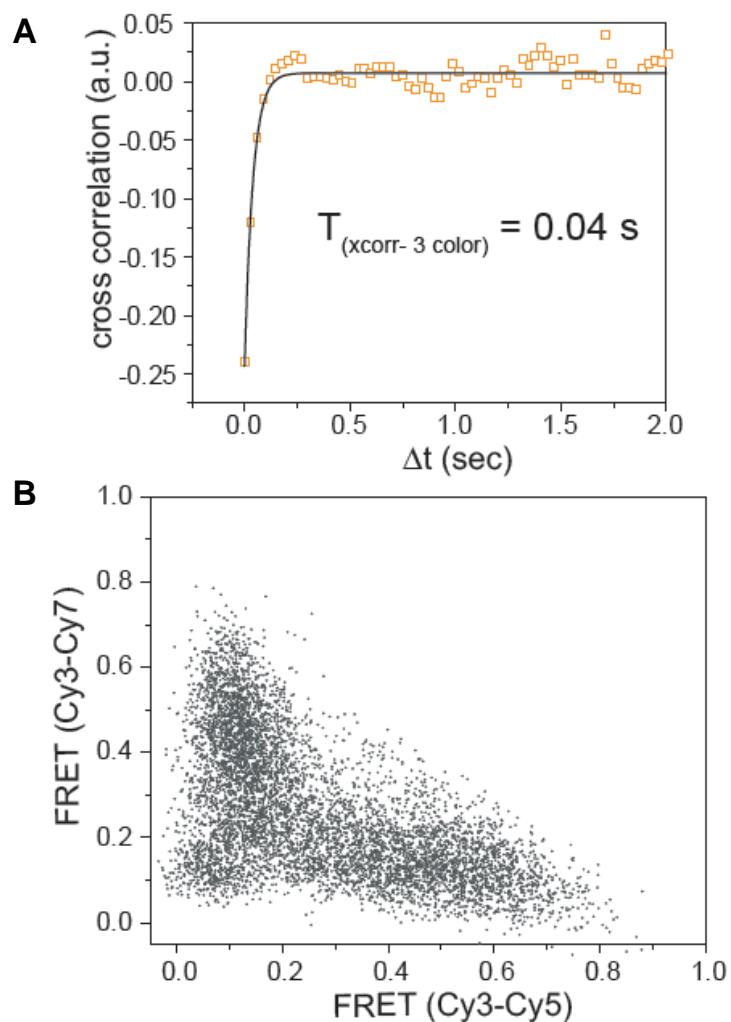 A
0.05
0.00
-0.05
-0.10
-0.15
-0.20
-0.25
cross correlation (a.u.)
T(xcorr- 3 color) = 0.04 s
0.0 0.5 1.0 1.5 2.0
Δt (sec)
B
1.0
0.8
0.6
0.4
0.2
0.0
FRET (Cy3-Cy7)
0.0 0.2 0.4 0.6 0.8 1.0
FRET (Cy3-Cy5)